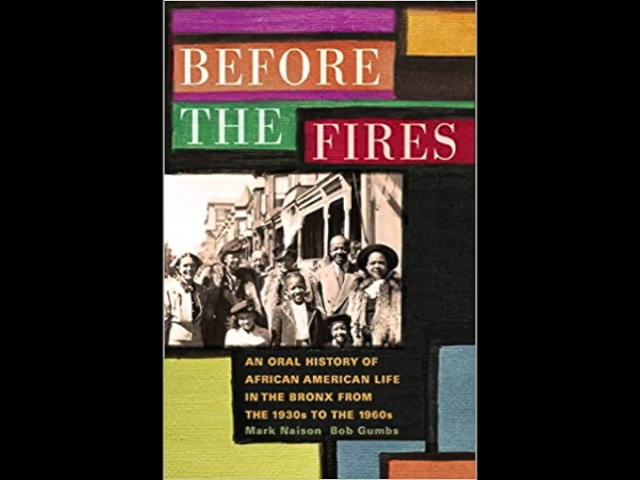 BEFORE
THE
FIRES
AN ORAL HISTORY OF
AFRICAN AMERICAN LIFE
IN THE BRONX FROM
THE 1930s TO THE 1960s
Mark Naison Bob Gumbs